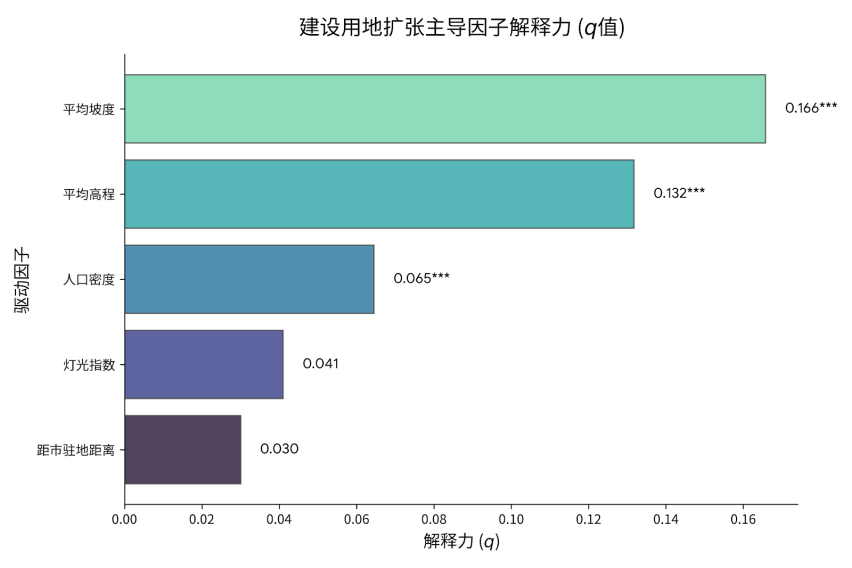 建设用地扩张主导因子解释力 (q值)
平均坡度
0.166***
平均高程
0.132***
人口密度
0.065***
灯光指数
0.041
距市驻地距离
0.030
驱动因子
0.00 0.02 0.04 0.06 0.08 0.10 0.12 0.14 0.16
解释力 (q)